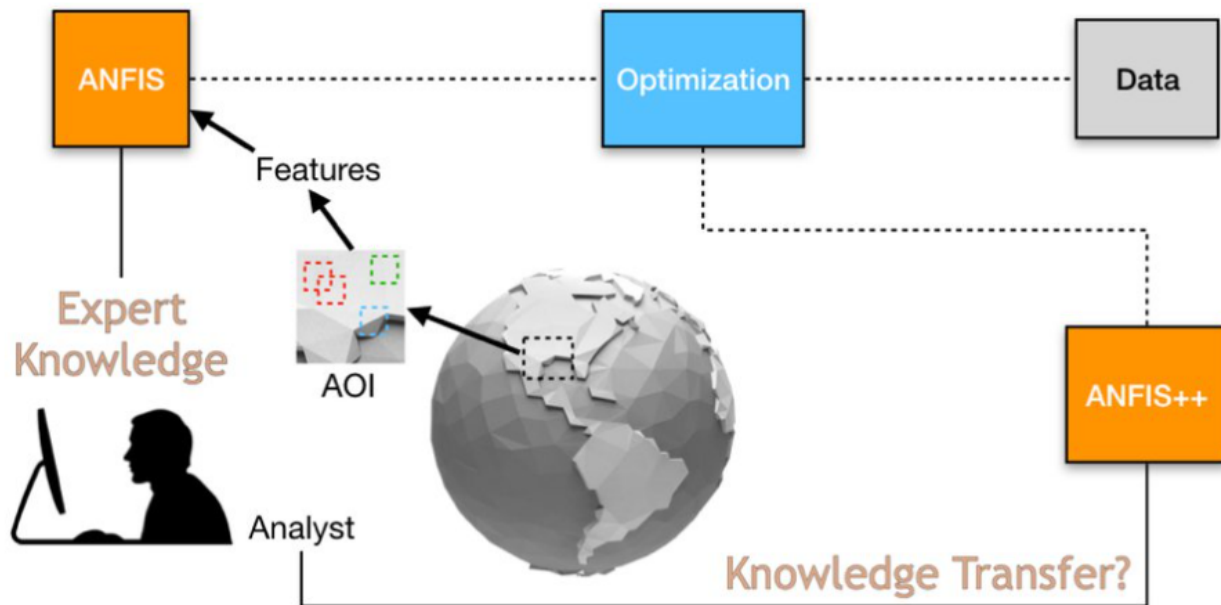 ANFIS
Optimization
Data
Features
Expert
Knowledge
AOI
ANFIS++
Analyst
Knowledge Transfer?